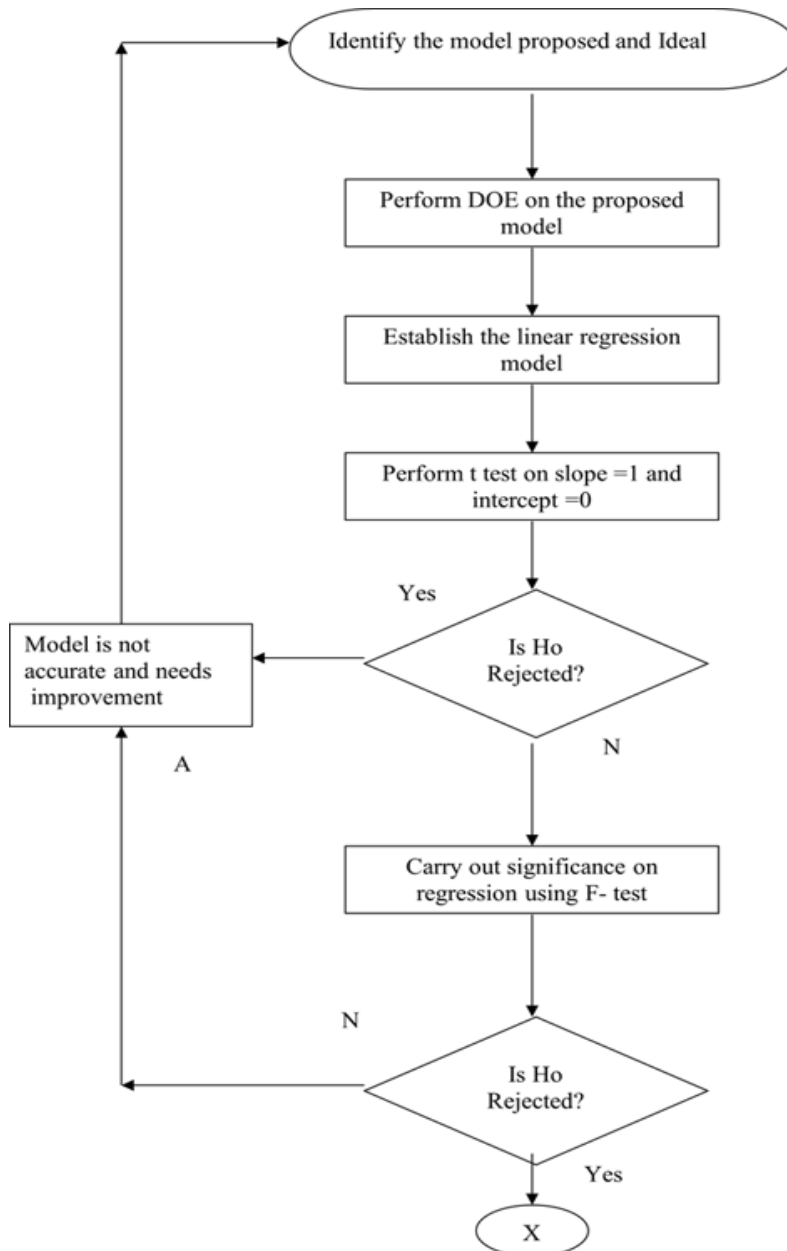 Identify the model proposed and Ideal
Perform DOE on the proposed
model
Establish the linear regression
model
Perform t test on slope =1 and
intercept =0
Yes
Is Ho
Rejected?
Model is not
accurate and needs
improvement
N
A
Carry out significance on
regression using F- test
N
Is Ho
Rejected?
Yes
X